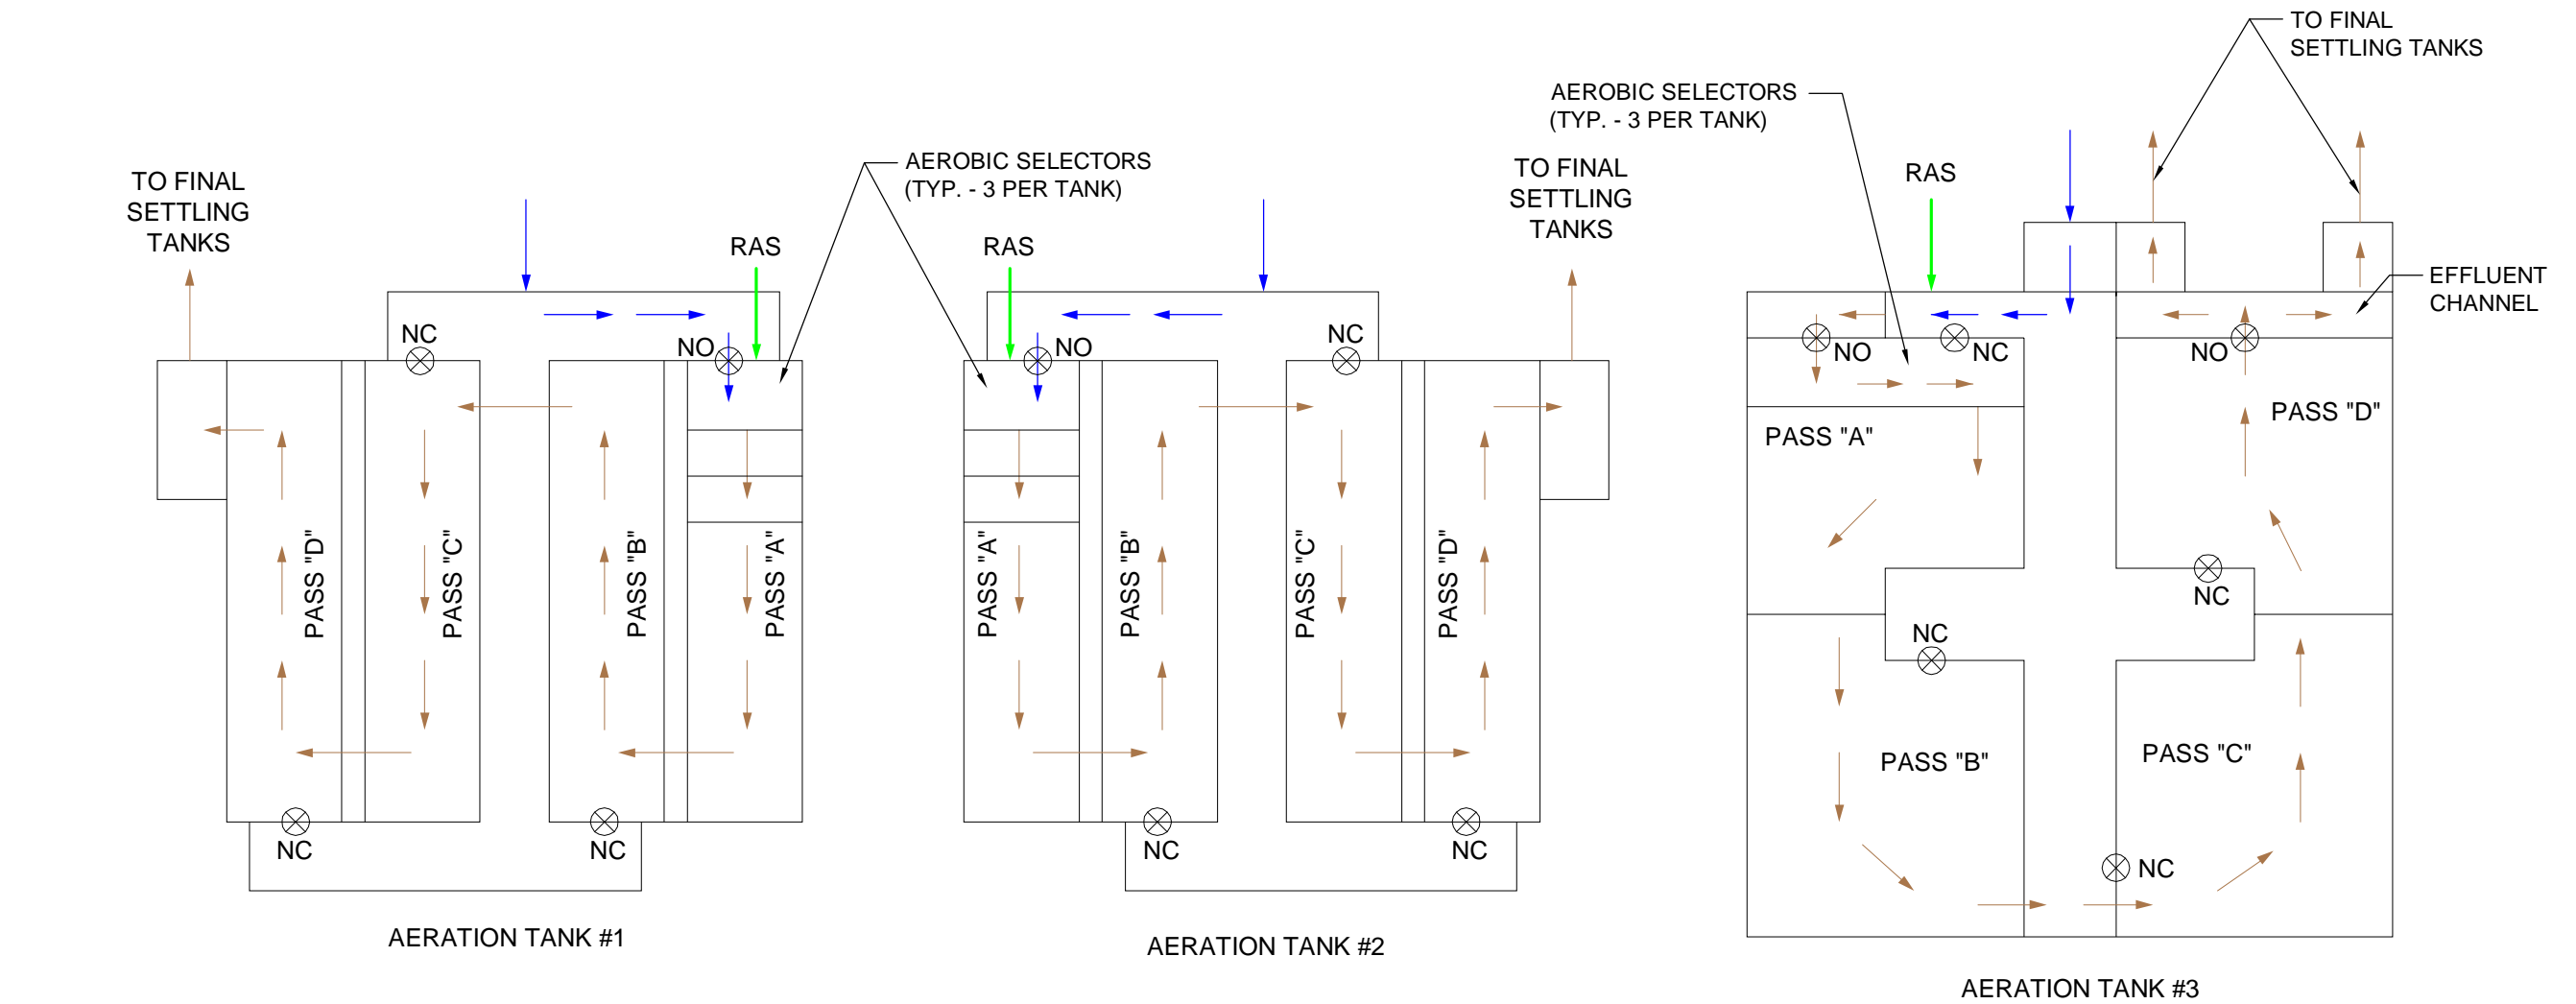 TO FINAL
SETTLING TANKS
AEROBIC SELECTORS
(TYP. - 3 PER TANK)
TO FINAL
SETTLING
TANKS
AEROBIC SELECTORS
(TYP. - 3 PER TANK)
TO FINAL
SETTLING
TANKS
RAS
RAS
RAS
EFFLUENT
CHANNEL
NC
NO
NO
NC
NO
NC
NO
PASS "A"
PASS "D"
PASS "D"
PASS "C"
PASS "B"
PASS "A"
PASS "A"
PASS "B"
PASS "C"
PASS "D"
NC
NC
PASS "B"
PASS "C"
NC
NC
NC
NC
NC
NC
AERATION TANK #1
AERATION TANK #2
AERATION TANK #3